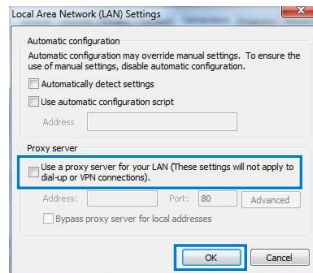 Local Area Network (LAN) Settings
Automatic configuration
Automatic configuration may override manual settings. To ensure the
use of manual settings, disable automatic configuration.
Automatically detect settings
Use automatic configuration script
Address
Proxy server
Use a proxy server for your LAN (These settings will not apply to
dial-up or VPN connections).
Address: Port: 80 Advanced
Bypass proxy server for local addresses
OK Cancel